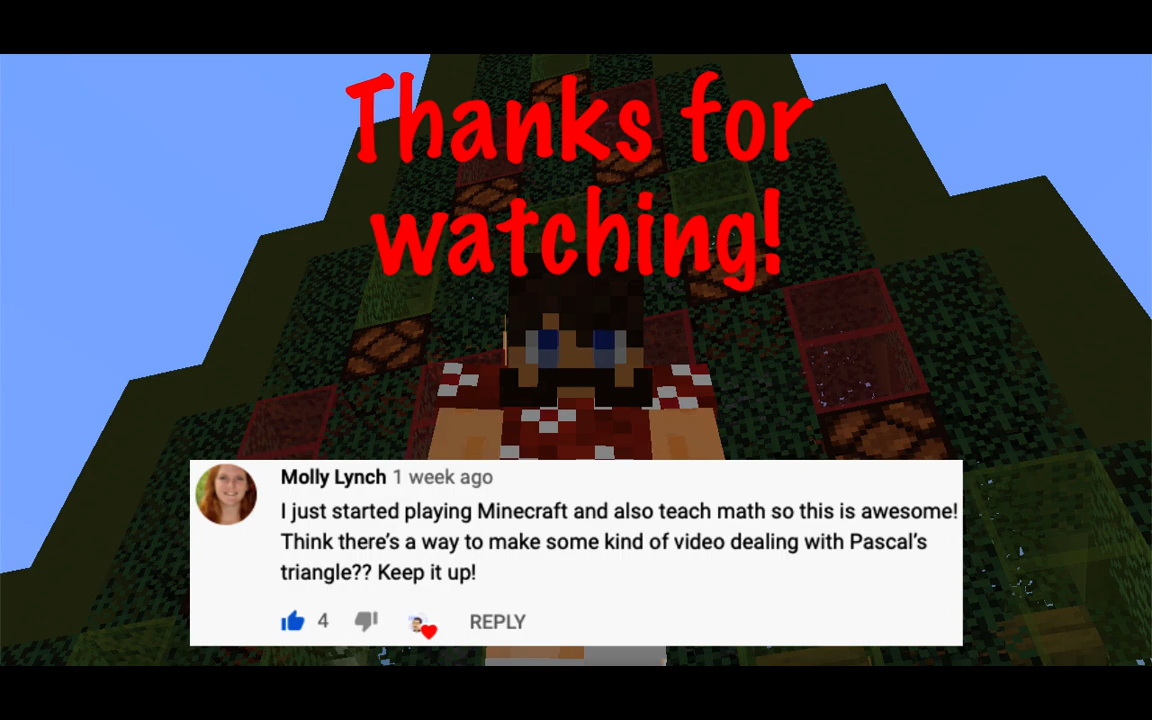 Thanks for
watching!
Molly Lynch 1 week ago
I just started playing Minecraft and also teach math so this is awesome!
Think there’s a way to make some kind of video dealing with Pascal’s
triangle?? Keep it up!
4 REPLY